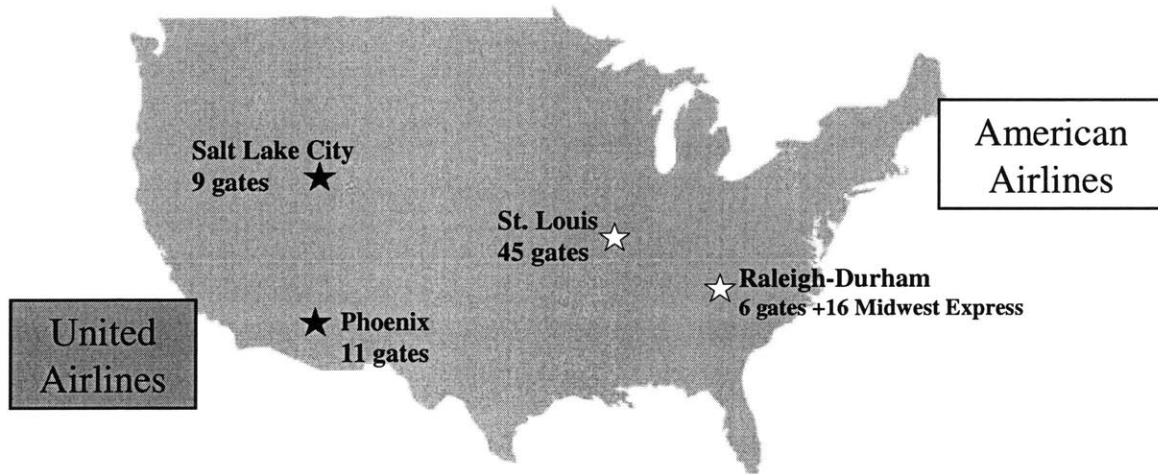 American
Airlines
Salt Lake City
9 gates
St. Louis
45 gates
Raleigh-Durham
6 gates +16 Midwest Express
United
Airlines
Phoenix
11 gates